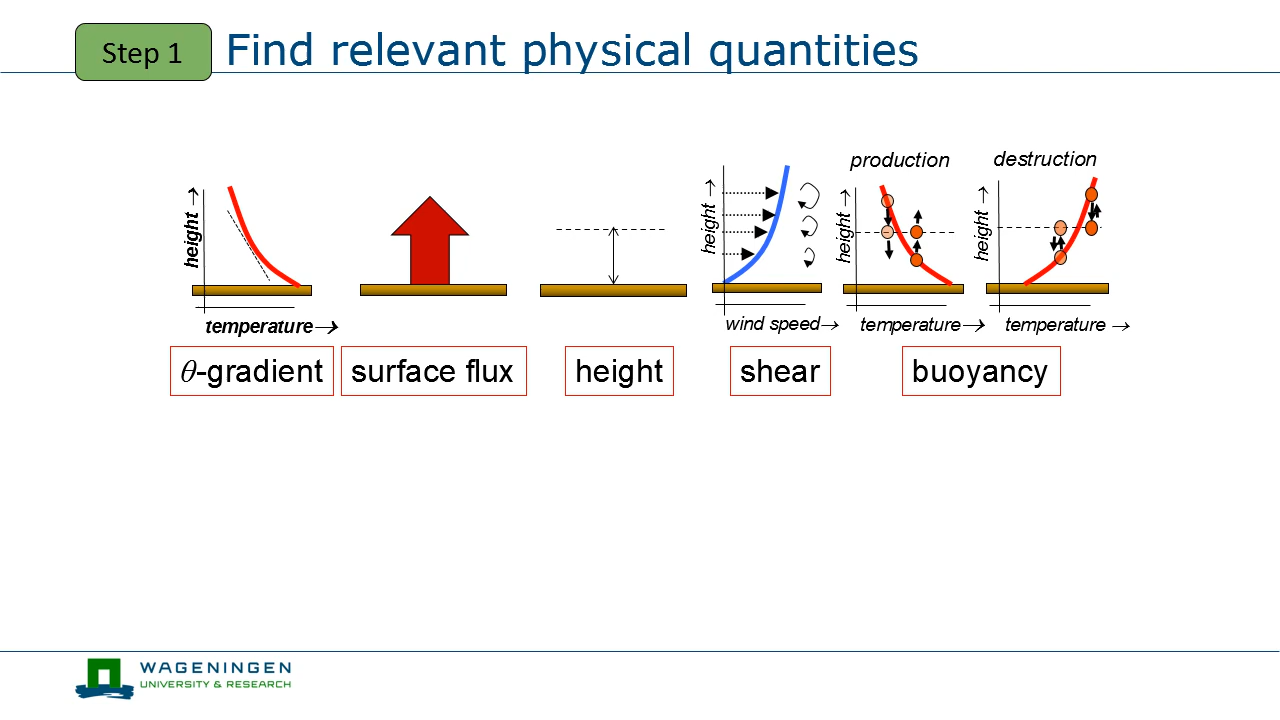 Step 1
Find relevant physical quantities
height →
temperature→
θ-gradient
surface flux
height
height →
wind speed→
shear
production
height →
temperature→
destruction
height →
temperature →
buoyancy
WAGENINGEN
UNIVERSITY & RESEARCH